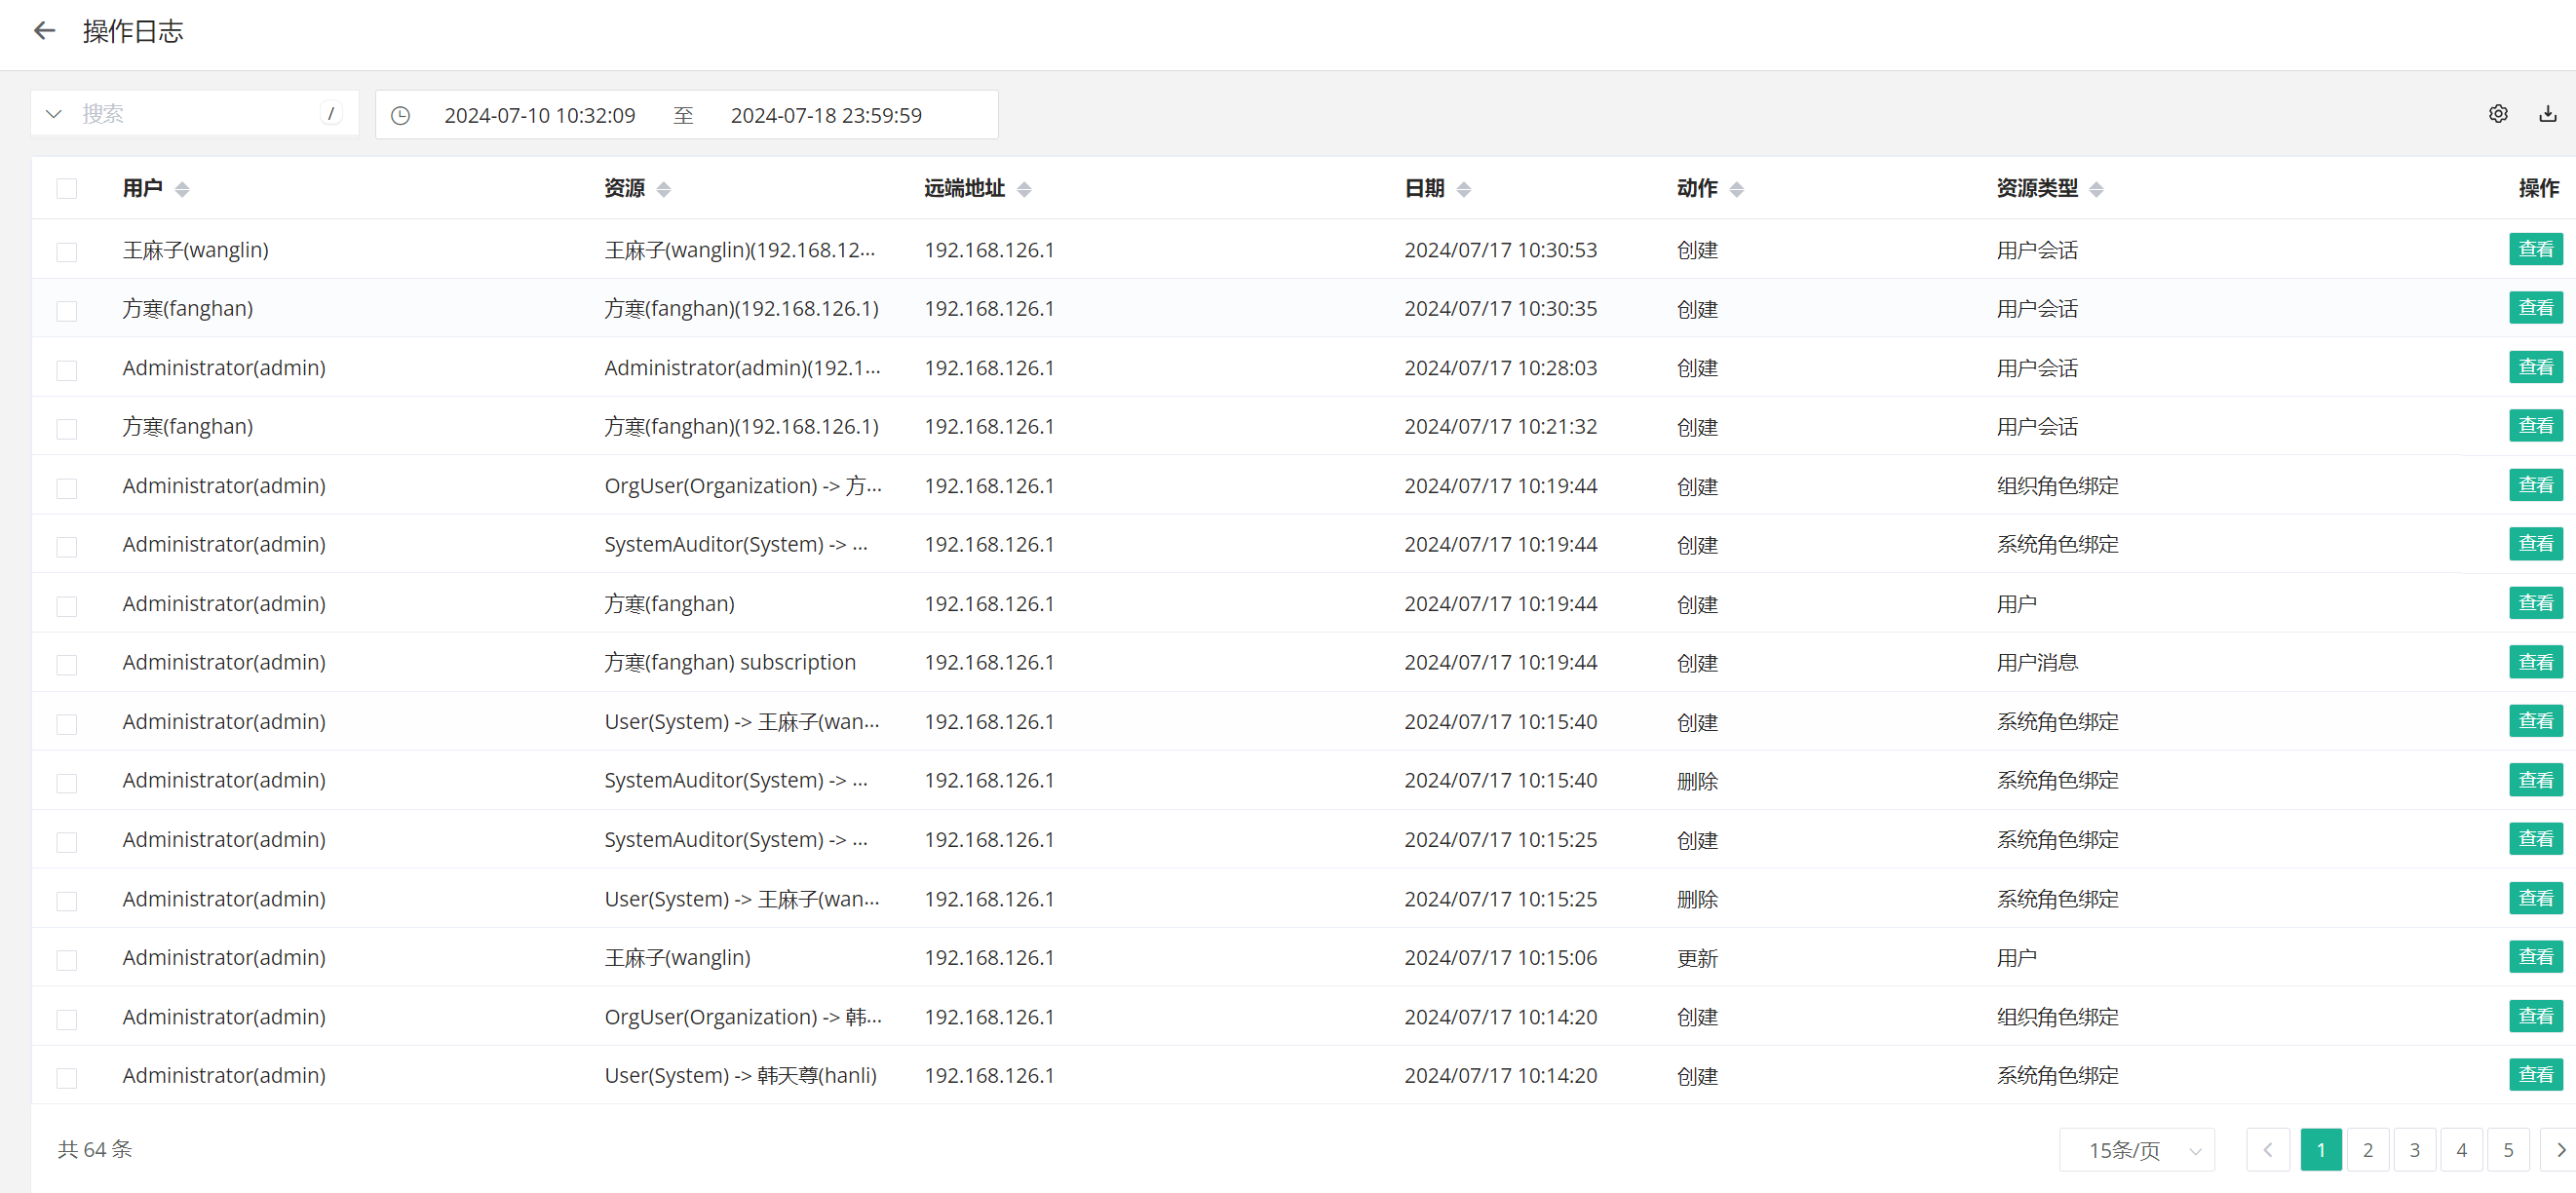 操作日志
搜索 / 2024-07-10 10:32:09 至 2024-07-18 23:59:59
用户 资源 远端地址 日期 动作 资源类型 操作
王麻子(wanglin) 王麻子(wanglin)(192.168.12... 192.168.126.1 2024/07/17 10:30:53 创建 用户会话 查看
方寒(fanghan) 方寒(fanghan)(192.168.126.1) 192.168.126.1 2024/07/17 10:30:35 创建 用户会话 查看
Administrator(admin) Administrator(admin)(192.1... 192.168.126.1 2024/07/17 10:28:03 创建 用户会话 查看
方寒(fanghan) 方寒(fanghan)(192.168.126.1) 192.168.126.1 2024/07/17 10:21:32 创建 用户会话 查看
Administrator(admin) OrgUser(Organization) -> 方... 192.168.126.1 2024/07/17 10:19:44 创建 组织角色绑定 查看
Administrator(admin) SystemAuditor(System) -> ... 192.168.126.1 2024/07/17 10:19:44 创建 系统角色绑定 查看
Administrator(admin) 方寒(fanghan) 192.168.126.1 2024/07/17 10:19:44 创建 用户 查看
Administrator(admin) 方寒(fanghan) subscription 192.168.126.1 2024/07/17 10:19:44 创建 用户消息 查看
Administrator(admin) User(System) -> 王麻子(wan... 192.168.126.1 2024/07/17 10:15:40 创建 系统角色绑定 查看
Administrator(admin) SystemAuditor(System) -> ... 192.168.126.1 2024/07/17 10:15:40 删除 系统角色绑定 查看
Administrator(admin) SystemAuditor(System) -> ... 192.168.126.1 2024/07/17 10:15:25 创建 系统角色绑定 查看
Administrator(admin) User(System) -> 王麻子(wan... 192.168.126.1 2024/07/17 10:15:25 删除 系统角色绑定 查看
Administrator(admin) 王麻子(wanglin) 192.168.126.1 2024/07/17 10:15:06 更新 用户 查看
Administrator(admin) OrgUser(Organization) -> 韩... 192.168.126.1 2024/07/17 10:14:20 创建 组织角色绑定 查看
Administrator(admin) User(System) -> 韩天尊(hanli) 192.168.126.1 2024/07/17 10:14:20 创建 系统角色绑定 查看
共 64 条 15条/页 1 2 3 4 5